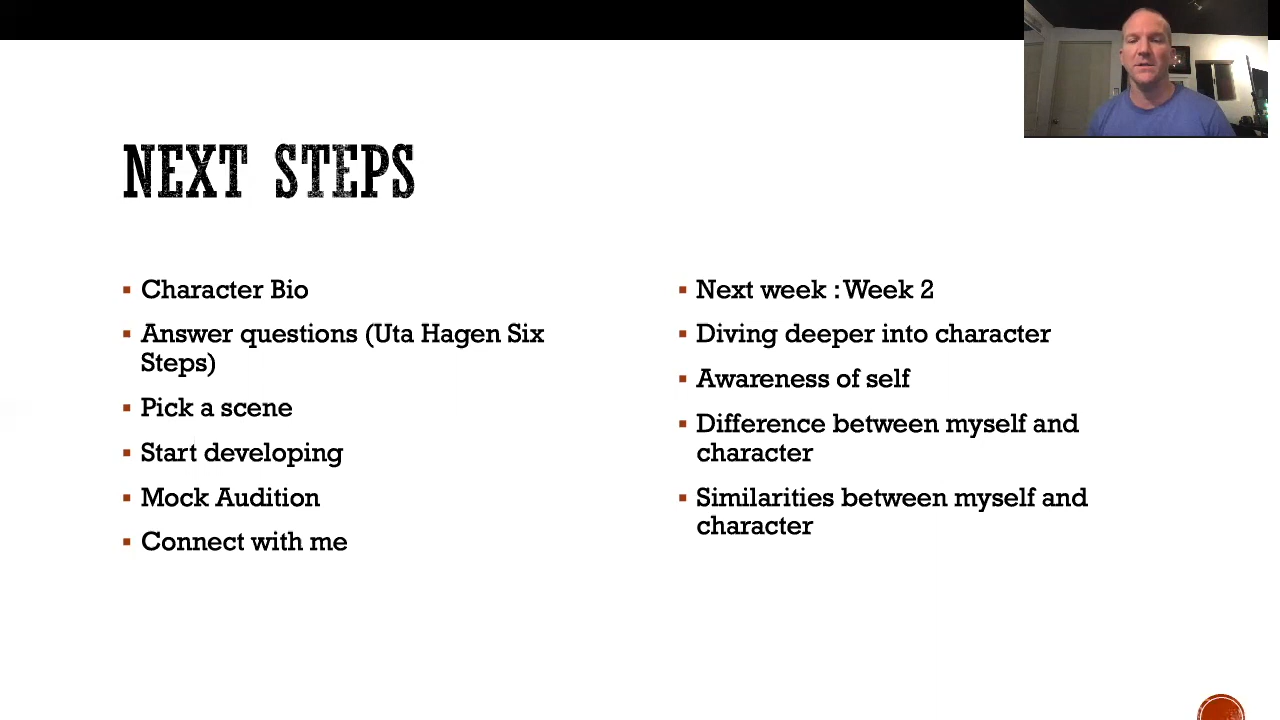 NEXT STEPS
Character Bio
Answer questions (Uta Hagen Six
Steps)
Pick a scene
Start developing
Mock Audition
Connect with me
Next week : Week 2
Diving deeper into character
Awareness of self
Difference between myself and
character
Similarities between myself and
character